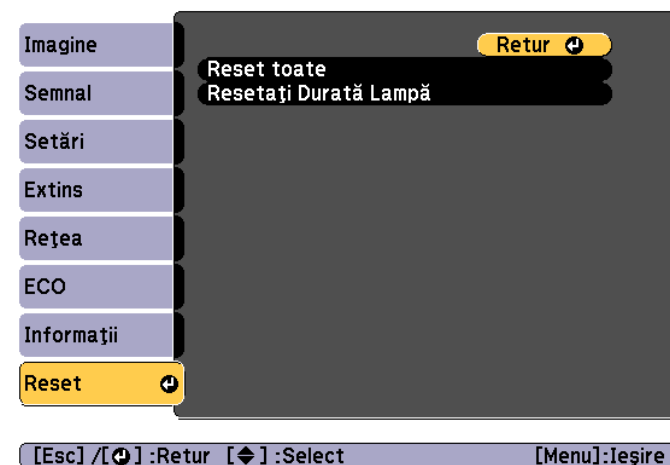 Imagine
Semnal
Setări
Extins
Reţea
ECO
Informaţii
Reset
Retur
Reset toate
Resetaţi Durată Lampă
[Esc] /[ ] :Retur [ ] :Select [Menu]:Ieşire